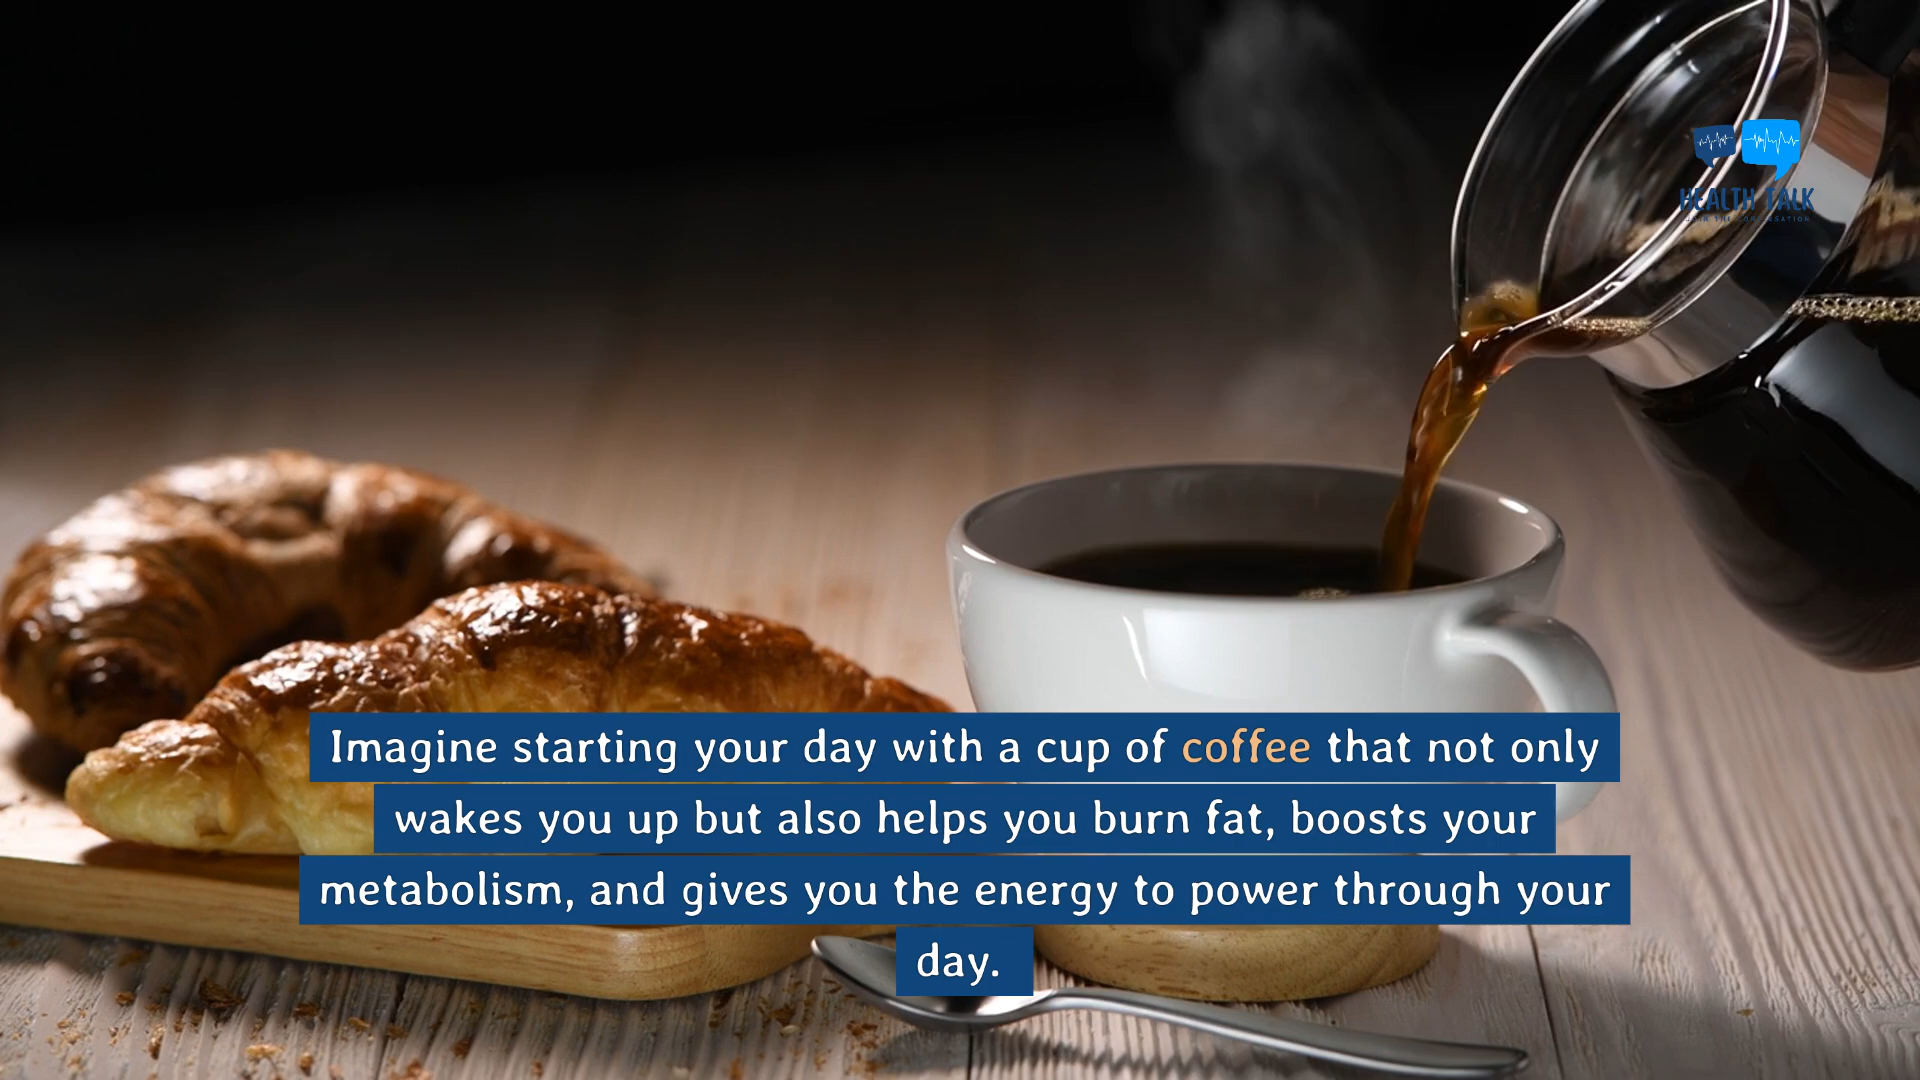 HEALTH TALK
Imagine starting your day with a cup of coffee that not only
wakes you up but also helps you burn fat, boosts your
metabolism, and gives you the energy to power through your
day.